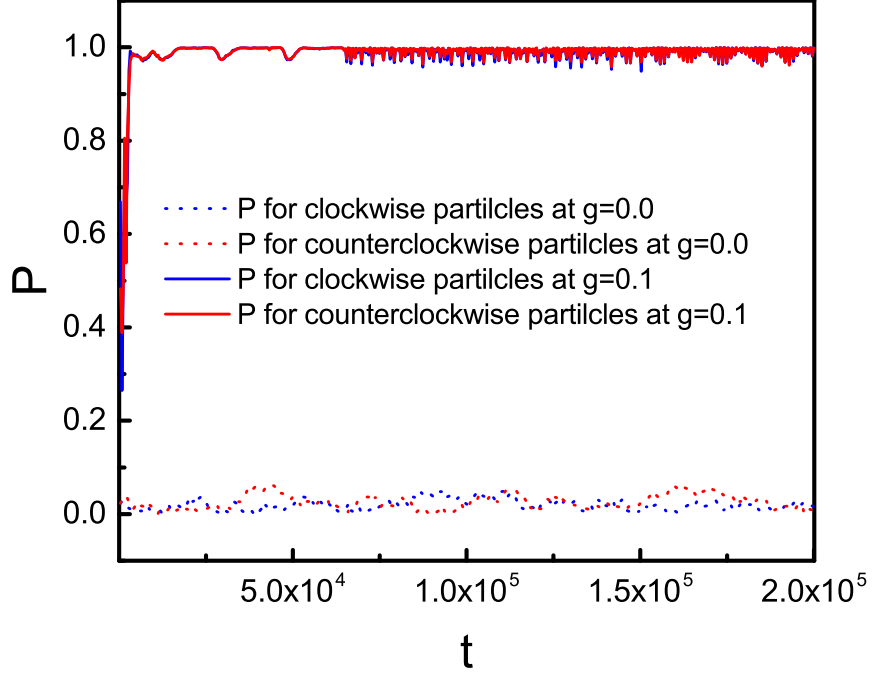 1.0
0.8
0.6
0.4
0.2
0.0
P
P for clockwise partilcles at g=0.0
P for counterclockwise partilcles at g=0.0
P for clockwise partilcles at g=0.1
P for counterclockwise partilcles at g=0.1
5.0x10⁴ 1.0x10⁵ 1.5x10⁵ 2.0x10⁵
t